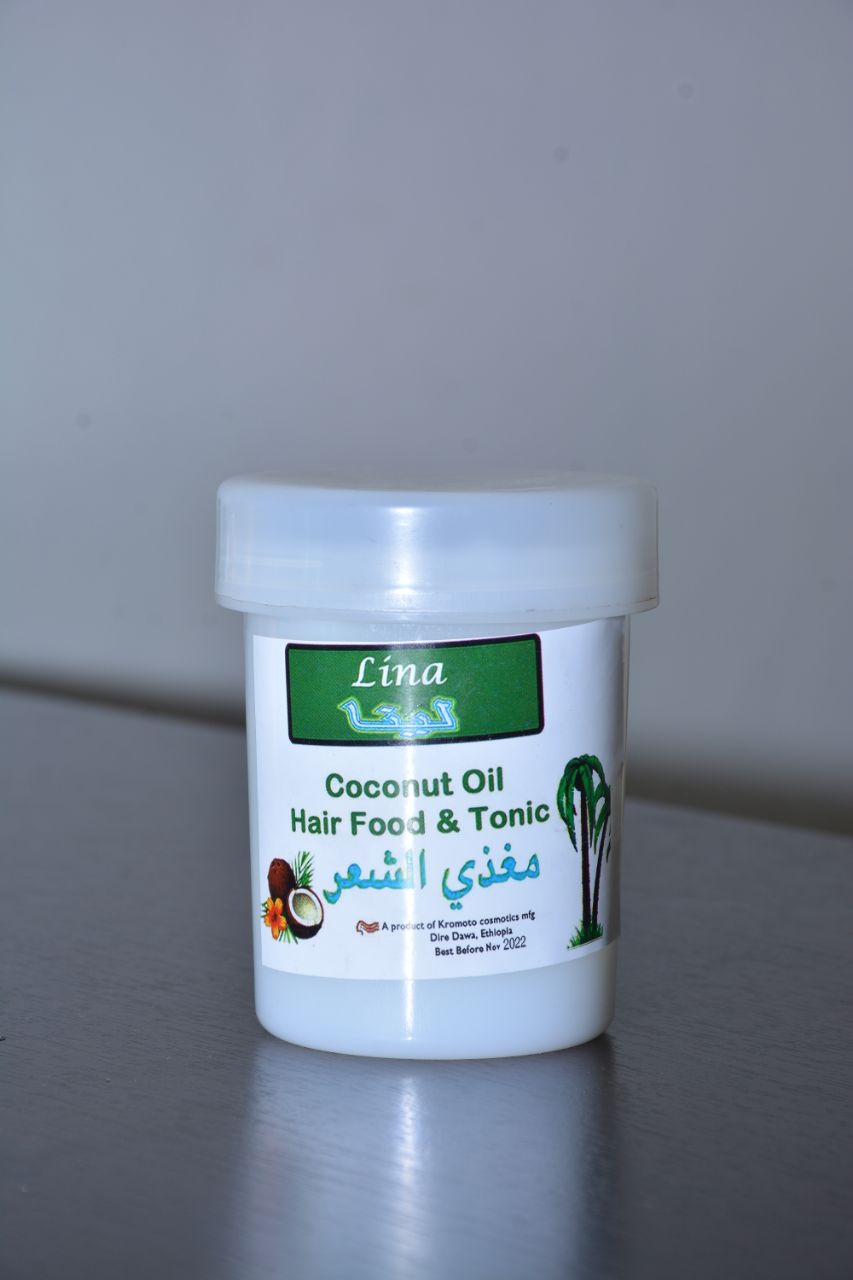 Lina
لينا
Coconut Oil
Hair Food & Tonic
مغذي الشعر
A product of Kromoto cosmotics mfg
Dire Dawa, Ethiopia
Best Before Nov 2022